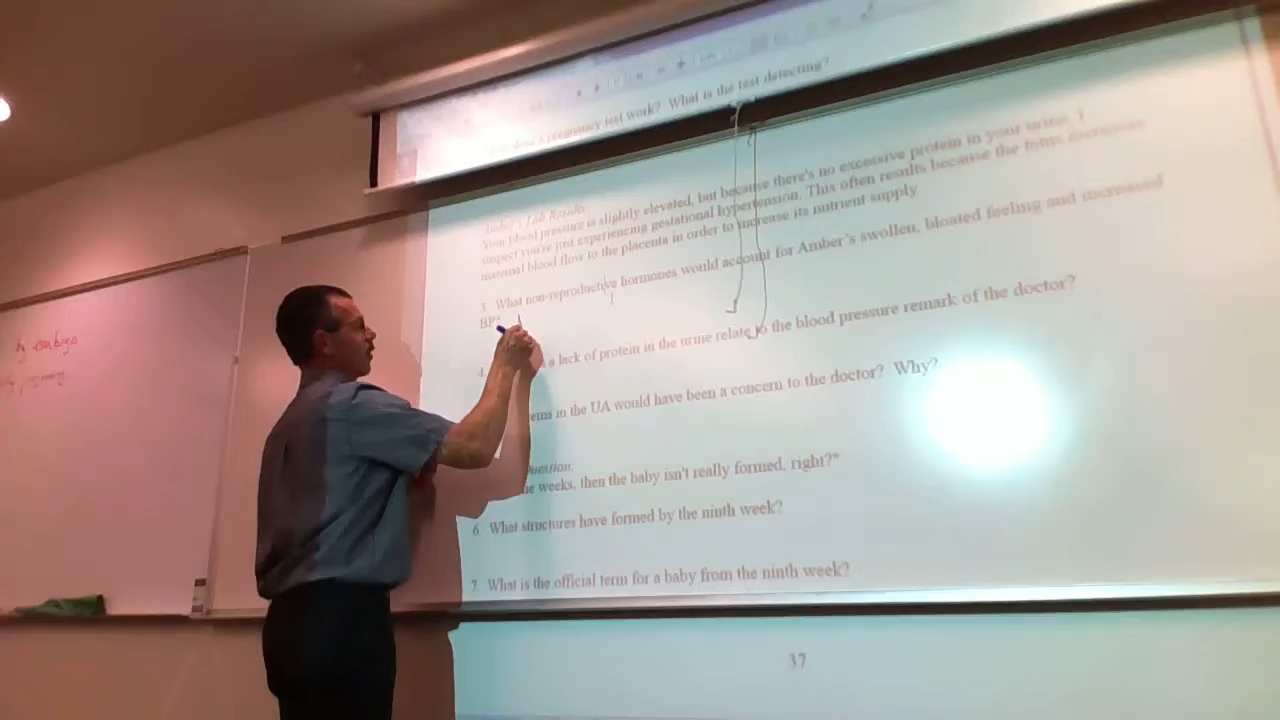 pregnancy test work? What is the test detecting?
Amber's Lab Results
Your blood pressure is slightly elevated, but because there's no excessive protein in your urine, I
suspect you're just experiencing gestational hypertension. This often results because the fetus increases
maternal blood flow to the placenta in order to increase its nutrient supply
3. What non-reproductive hormones would account for Amber's swollen, bloated feeling and increased
BP?
4. a lack of protein in the urine relate to the blood pressure remark of the doctor?
in the UA would have been a concern to the doctor? Why?
weeks, then the baby isn't really formed, right?"
6. What structures have formed by the ninth week?
7. What is the official term for a baby from the ninth week?
37
by embryo